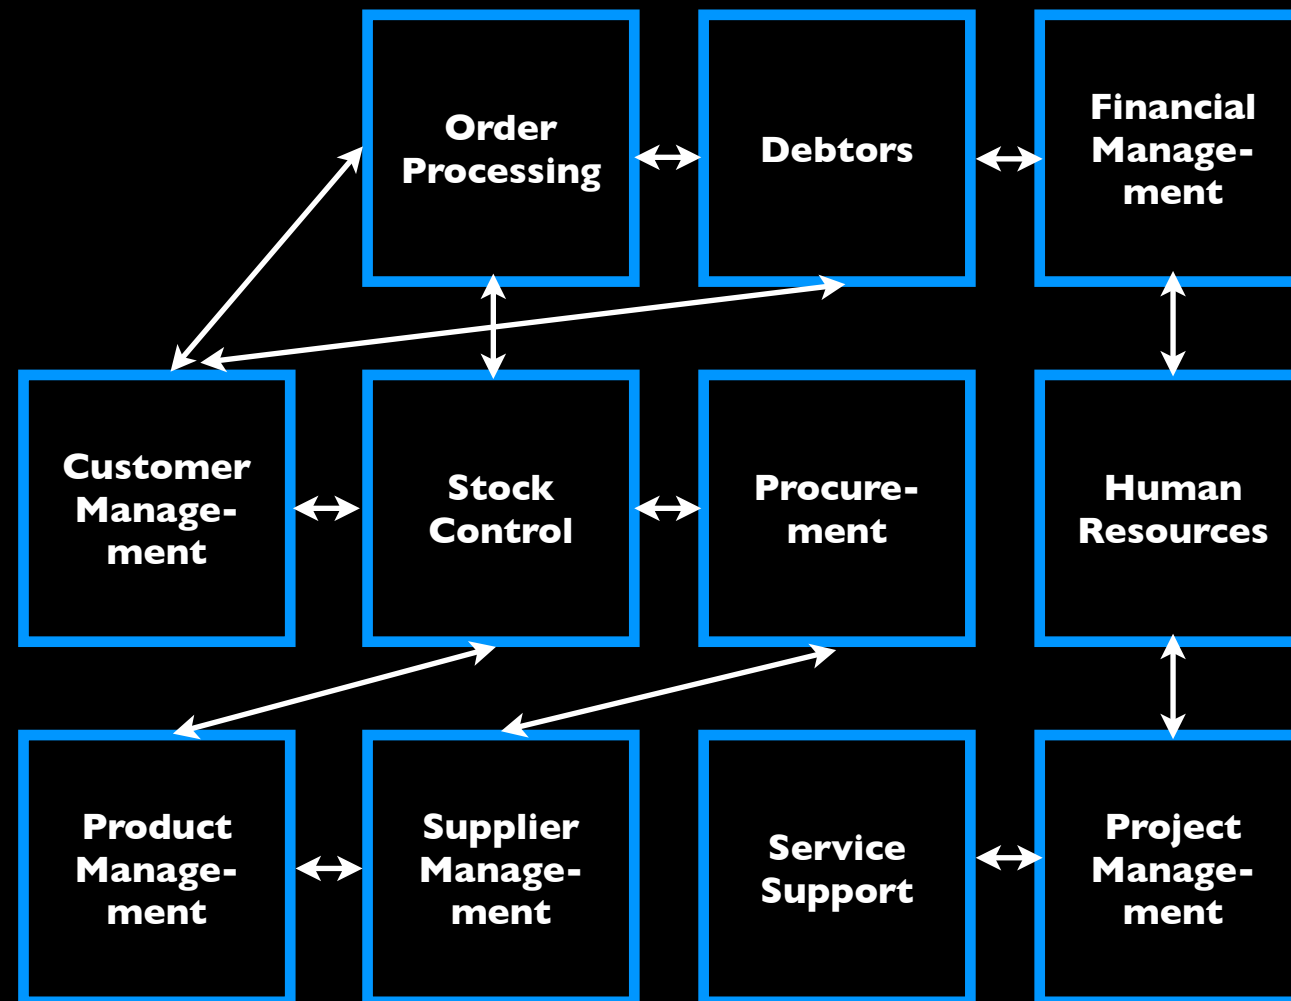 Order
Processing
Debtors
Financial
Manage-
ment
Customer
Manage-
ment
Stock
Control
Procure-
ment
Human
Resources
Product
Manage-
ment
Supplier
Manage-
ment
Service
Support
Project
Manage-
ment